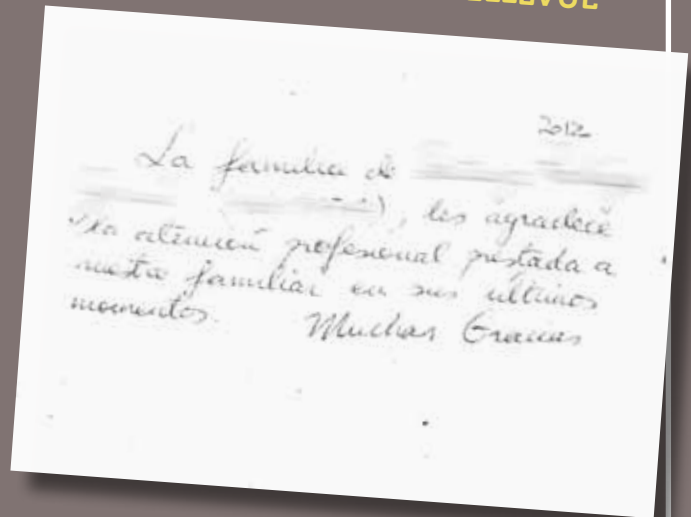 2012
La familia de
, les agradece
la atención profesional prestada a
nuestro familiar en sus últimos
momentos. Muchas Gracias